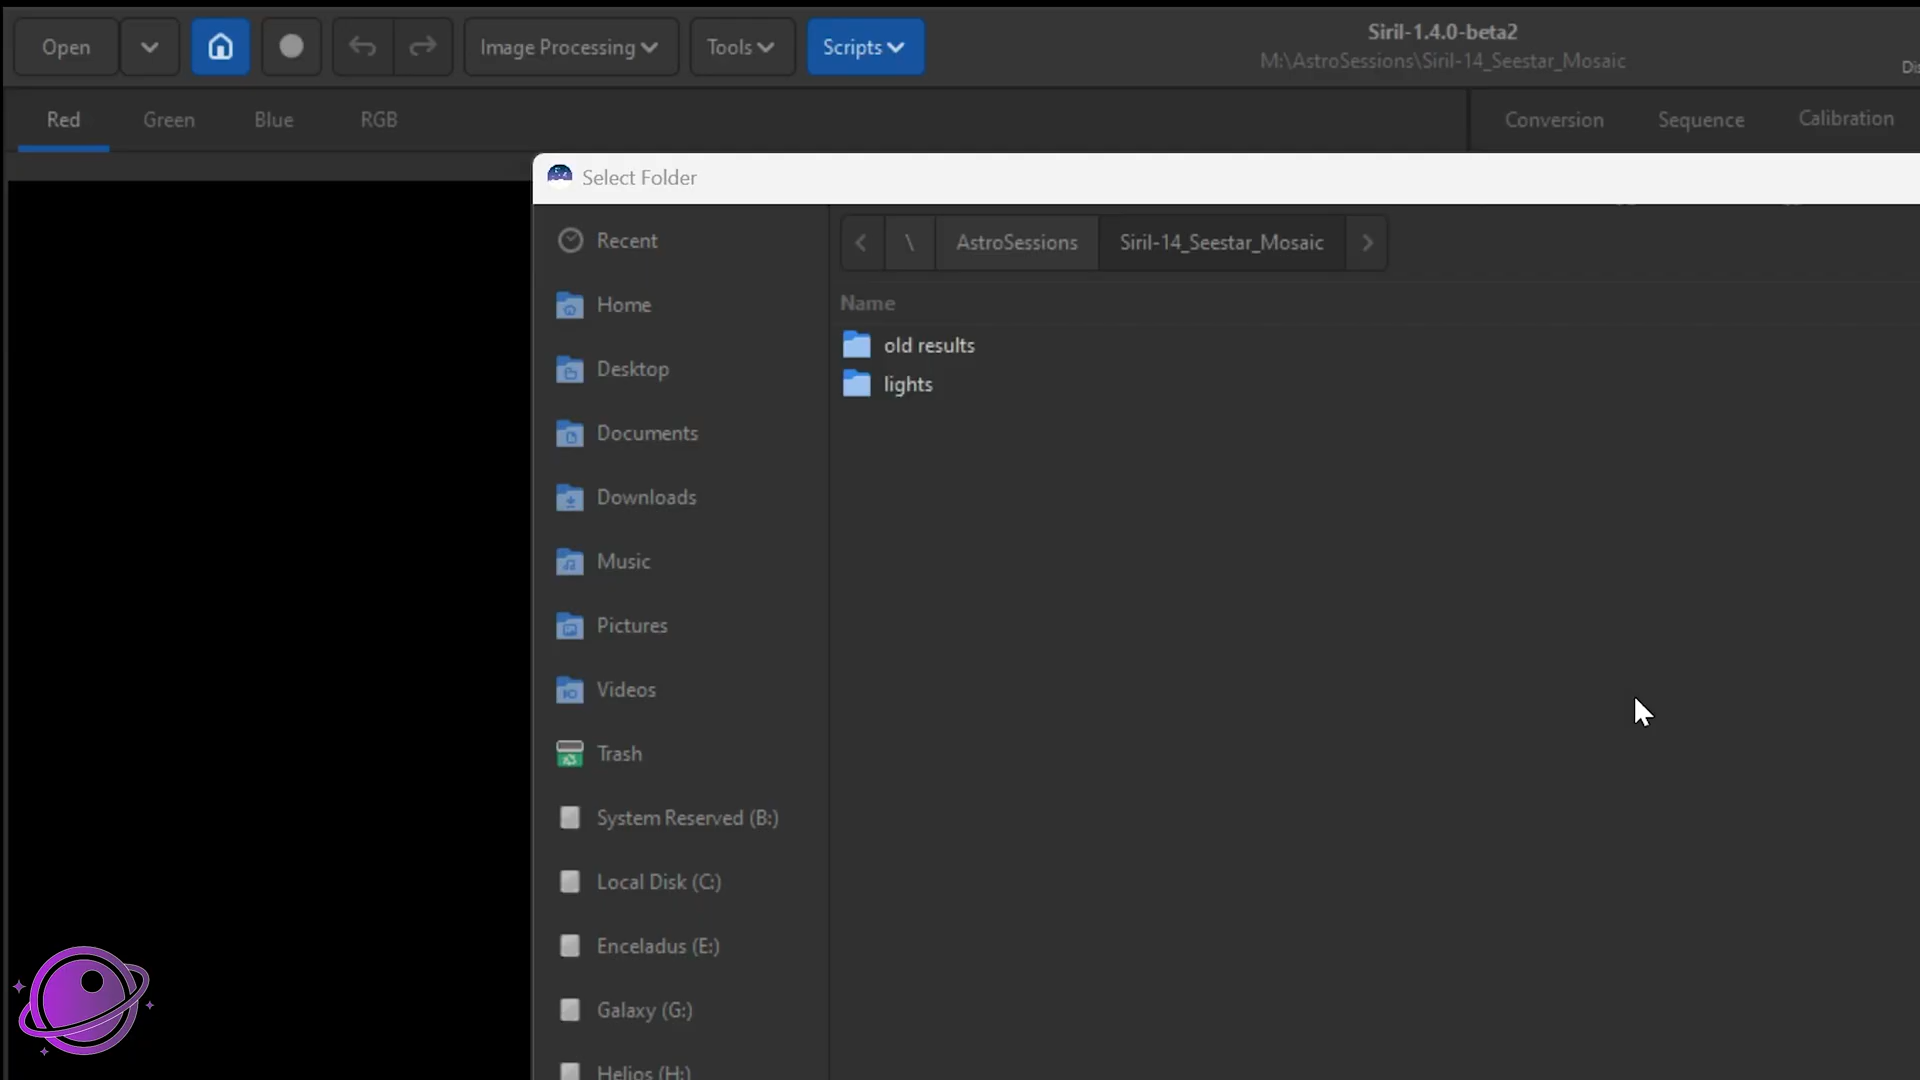 Open
Image Processing
Tools
Scripts
Siril-1.4.0-beta2
M:\AstroSessions\Siril-14_Seestar_Mosaic
Red
Green
Blue
RGB
Conversion
Sequence
Calibration
Select Folder
Recent
Home
Desktop
Documents
Downloads
Music
Pictures
Videos
Trash
System Reserved (B:)
Local Disk (C:)
Enceladus (E:)
Galaxy (G:)
Helios (H:)
\
AstroSessions
Siril-14_Seestar_Mosaic
Name
old results
lights